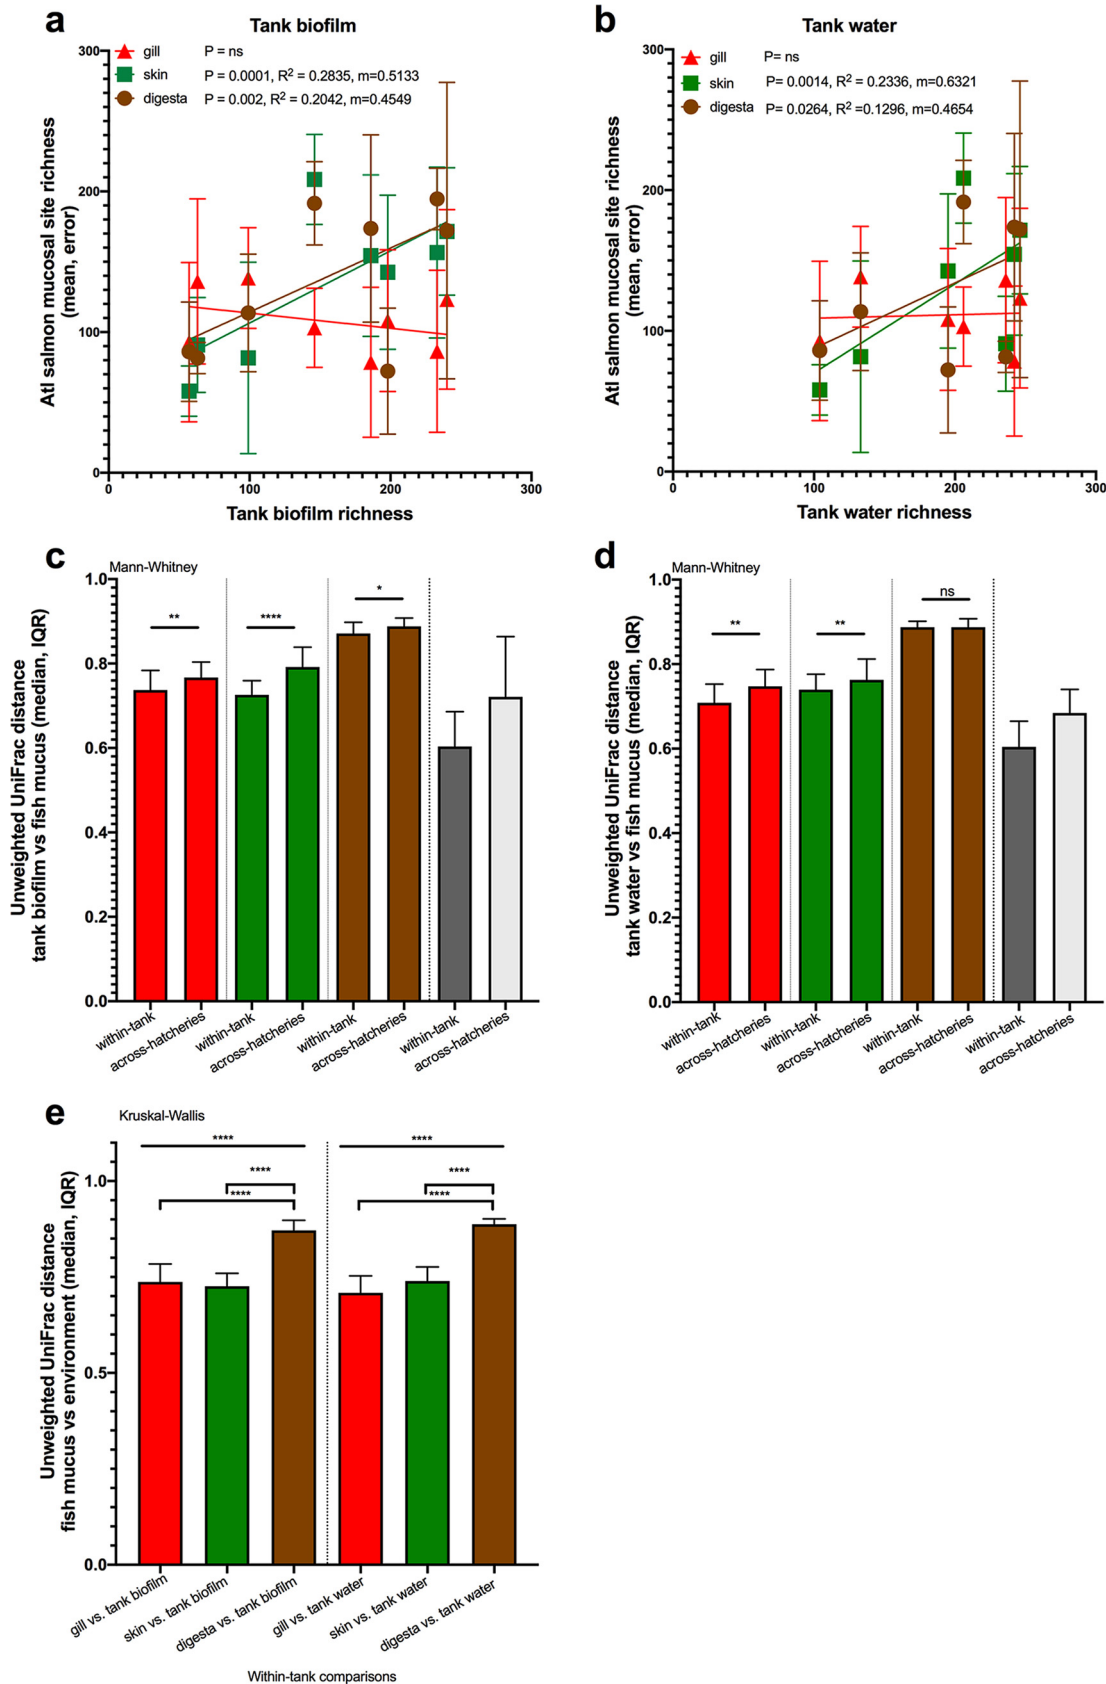 a
Tank biofilm
300
gill P = ns
skin P = 0.0001, R² = 0.2835, m=0.5133
digesta P = 0.002, R² = 0.2042, m=0.4549
200
100
0
0 100 200 300
Atl salmon mucosal site richness
(mean, error)
Tank biofilm richness
b
Tank water
300
gill P= ns
skin P= 0.0014, R² = 0.2336, m=0.6321
digesta P= 0.0264, R² =0.1296, m=0.4654
200
100
0
0 100 200 300
Atl salmon mucosal site richness
(mean, error)
Tank water richness
c
Mann-Whitney
1.0
0.8
0.6
0.4
0.2
0.0
** **** *
Unweighted UniFrac distance
tank biofilm vs fish mucus (median, IQR)
within-tank
across-hatcheries
within-tank
across-hatcheries
within-tank
across-hatcheries
within-tank
across-hatcheries
d
Mann-Whitney
1.0
0.8
0.6
0.4
0.2
0.0
** ** ns
Unweighted UniFrac distance
tank water vs fish mucus (median, IQR)
within-tank
across-hatcheries
within-tank
across-hatcheries
within-tank
across-hatcheries
within-tank
across-hatcheries
e
Kruskal-Wallis
**** ****
**** ****
**** ****
1.0
0.5
0.0
Unweighted UniFrac distance
fish mucus vs environment (median, IQR)
gill vs. tank biofilm
skin vs. tank biofilm
digesta vs. tank biofilm
gill vs. tank water
skin vs. tank water
digesta vs. tank water
Within-tank comparisons